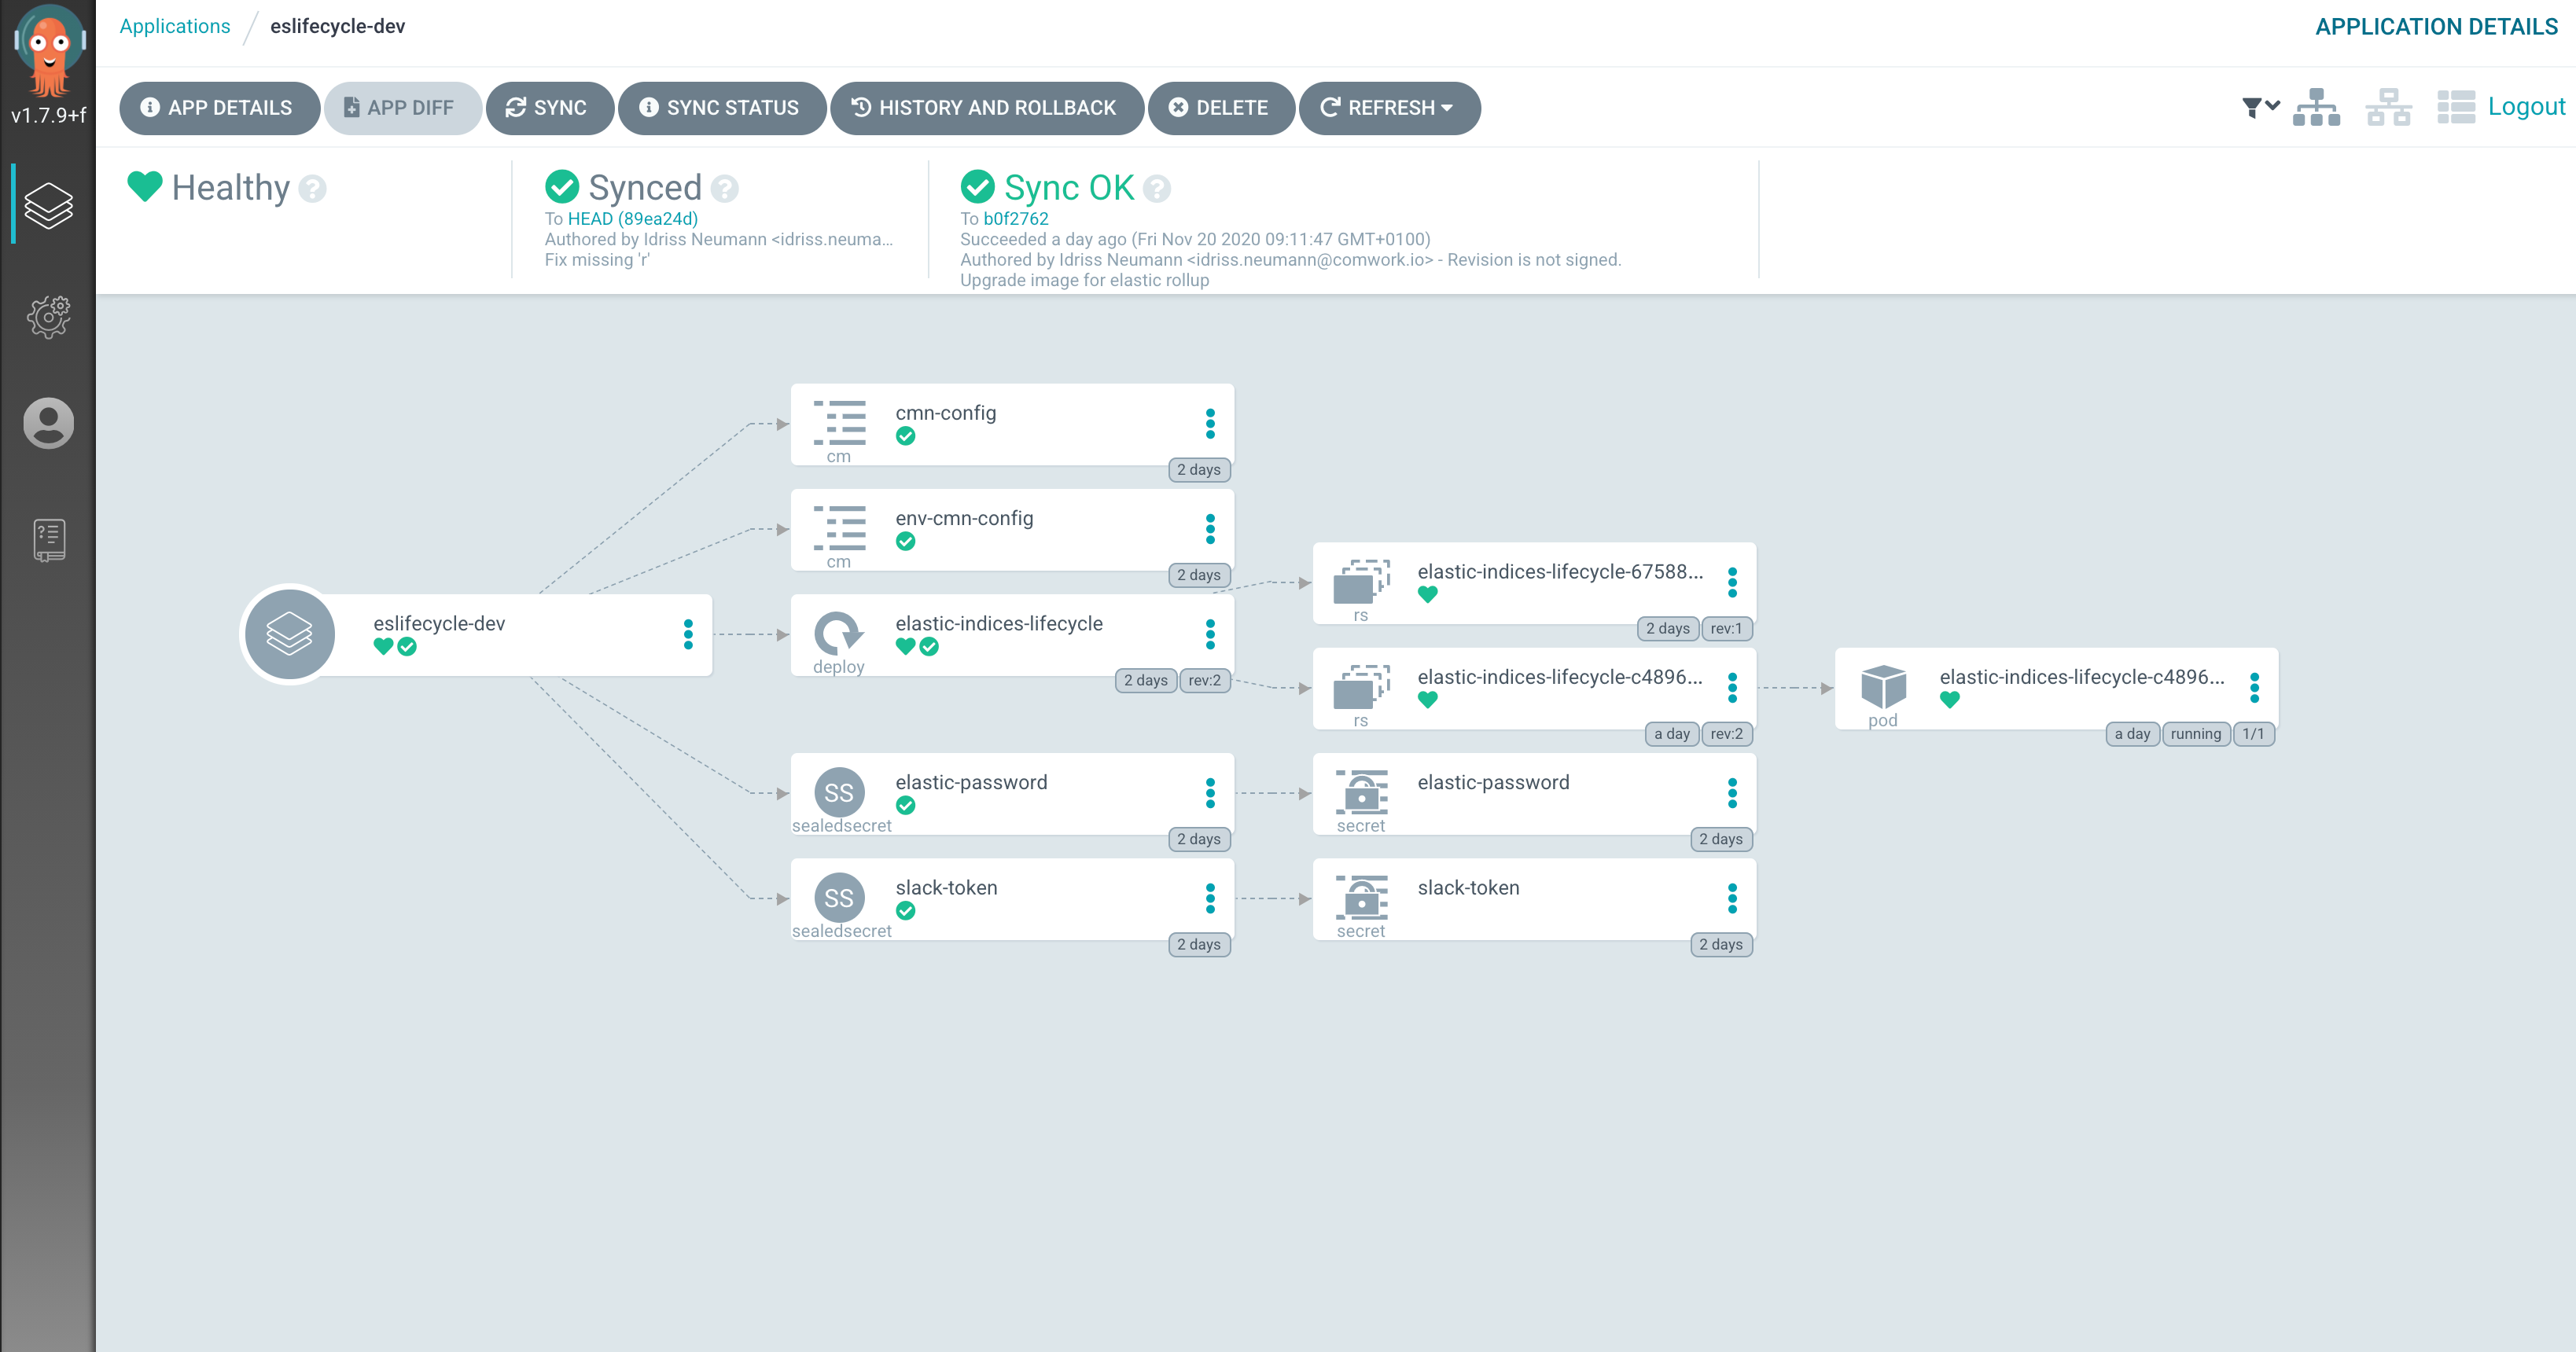 Applications / eslifecycle-dev
APPLICATION DETAILS
v1.7.9+f
APP DETAILS
APP DIFF
SYNC
SYNC STATUS
HISTORY AND ROLLBACK
DELETE
REFRESH
Logout
Healthy ?
Synced ?
To HEAD (89ea24d)
Authored by Idriss Neumann <idriss.neuma...
Fix missing 'r'
Sync OK ?
To b0f2762
Succeeded a day ago (Fri Nov 20 2020 09:11:47 GMT+0100)
Authored by Idriss Neumann <idriss.neumann@comwork.io> - Revision is not signed.
Upgrade image for elastic rollup
eslifecycle-dev
cmn-config
cm
2 days
env-cmn-config
cm
2 days
elastic-indices-lifecycle
deploy
2 days rev:2
SS
elastic-password
sealedsecret
2 days
SS
slack-token
sealedsecret
2 days
elastic-indices-lifecycle-67588...
rs
2 days rev:1
elastic-indices-lifecycle-c4896...
rs
a day rev:2
elastic-password
secret
2 days
slack-token
secret
2 days
elastic-indices-lifecycle-c4896...
pod
a day running 1/1